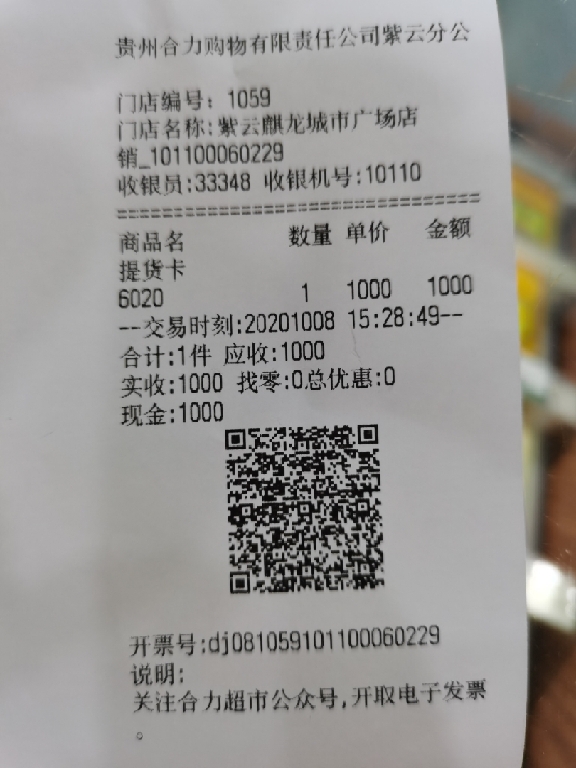 贵州合力购物有限责任公司紫云分公
门店编号: 1059
门店名称:紫云麒龙城市广场店
销_101100060229
收银员:33348 收银机号:10110
================================
商品名 数量 单价 金额
提货卡
6020 1 1000 1000
--交易时刻:20201008 15:28:49--
合计:1件 应收:1000
实收:1000 找零:0总优惠:0
现金:1000
开票号:dj081059101100060229
说明:
关注合力超市公众号,开取电子发票
。